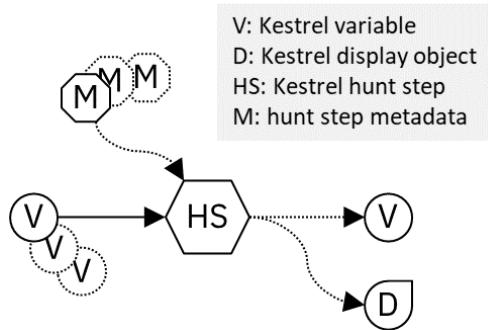 V: Kestrel variable
D: Kestrel display object
HS: Kestrel hunt step
M: hunt step metadata
M M M
V HS V
V
V
D